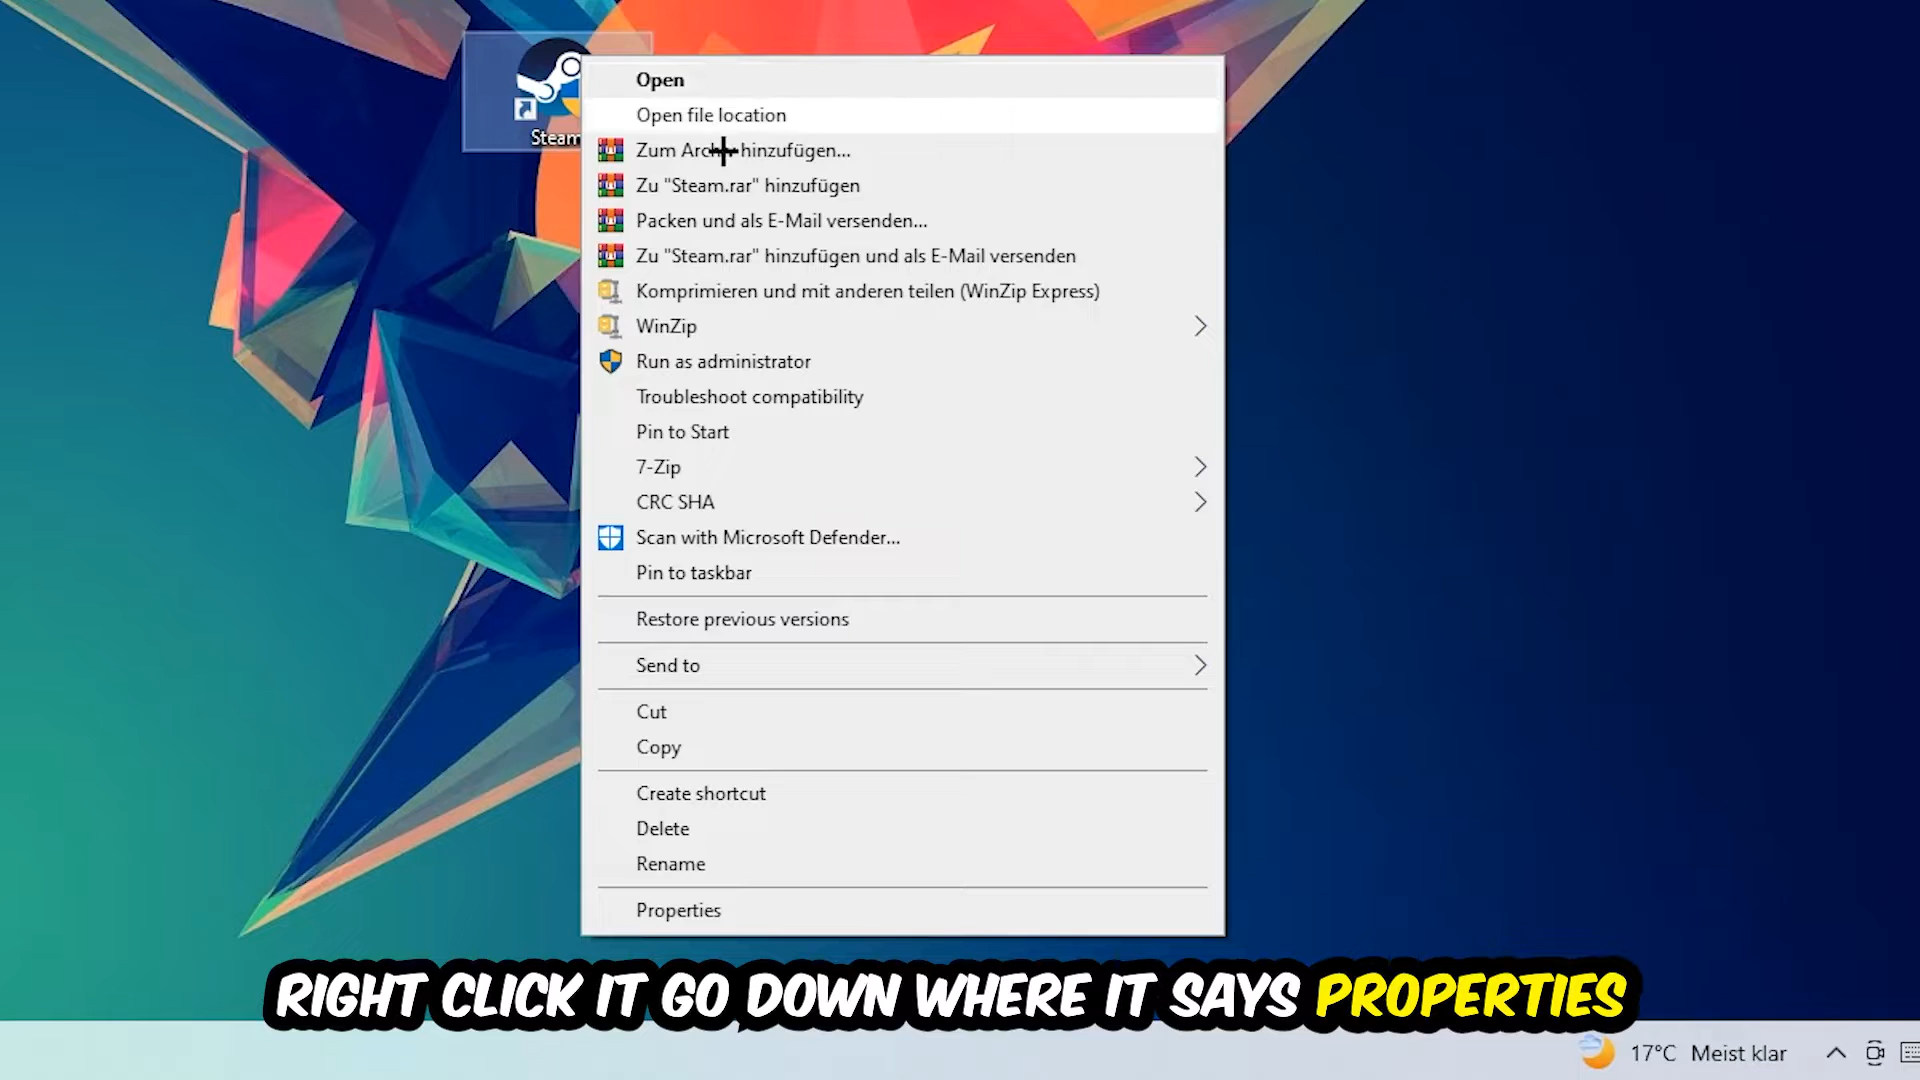 Steam
Open
Open file location
Zum Archiv hinzufügen...
Zu "Steam.rar" hinzufügen
Packen und als E-Mail versenden...
Zu "Steam.rar" hinzufügen und als E-Mail versenden
Komprimieren und mit anderen teilen (WinZip Express)
WinZip
Run as administrator
Troubleshoot compatibility
Pin to Start
7-Zip
CRC SHA
Scan with Microsoft Defender...
Pin to taskbar
Restore previous versions
Send to
Cut
Copy
Create shortcut
Delete
Rename
Properties
RIGHT CLICK IT GO DOWN WHERE IT SAYS PROPERTIES
17°C Meist klar